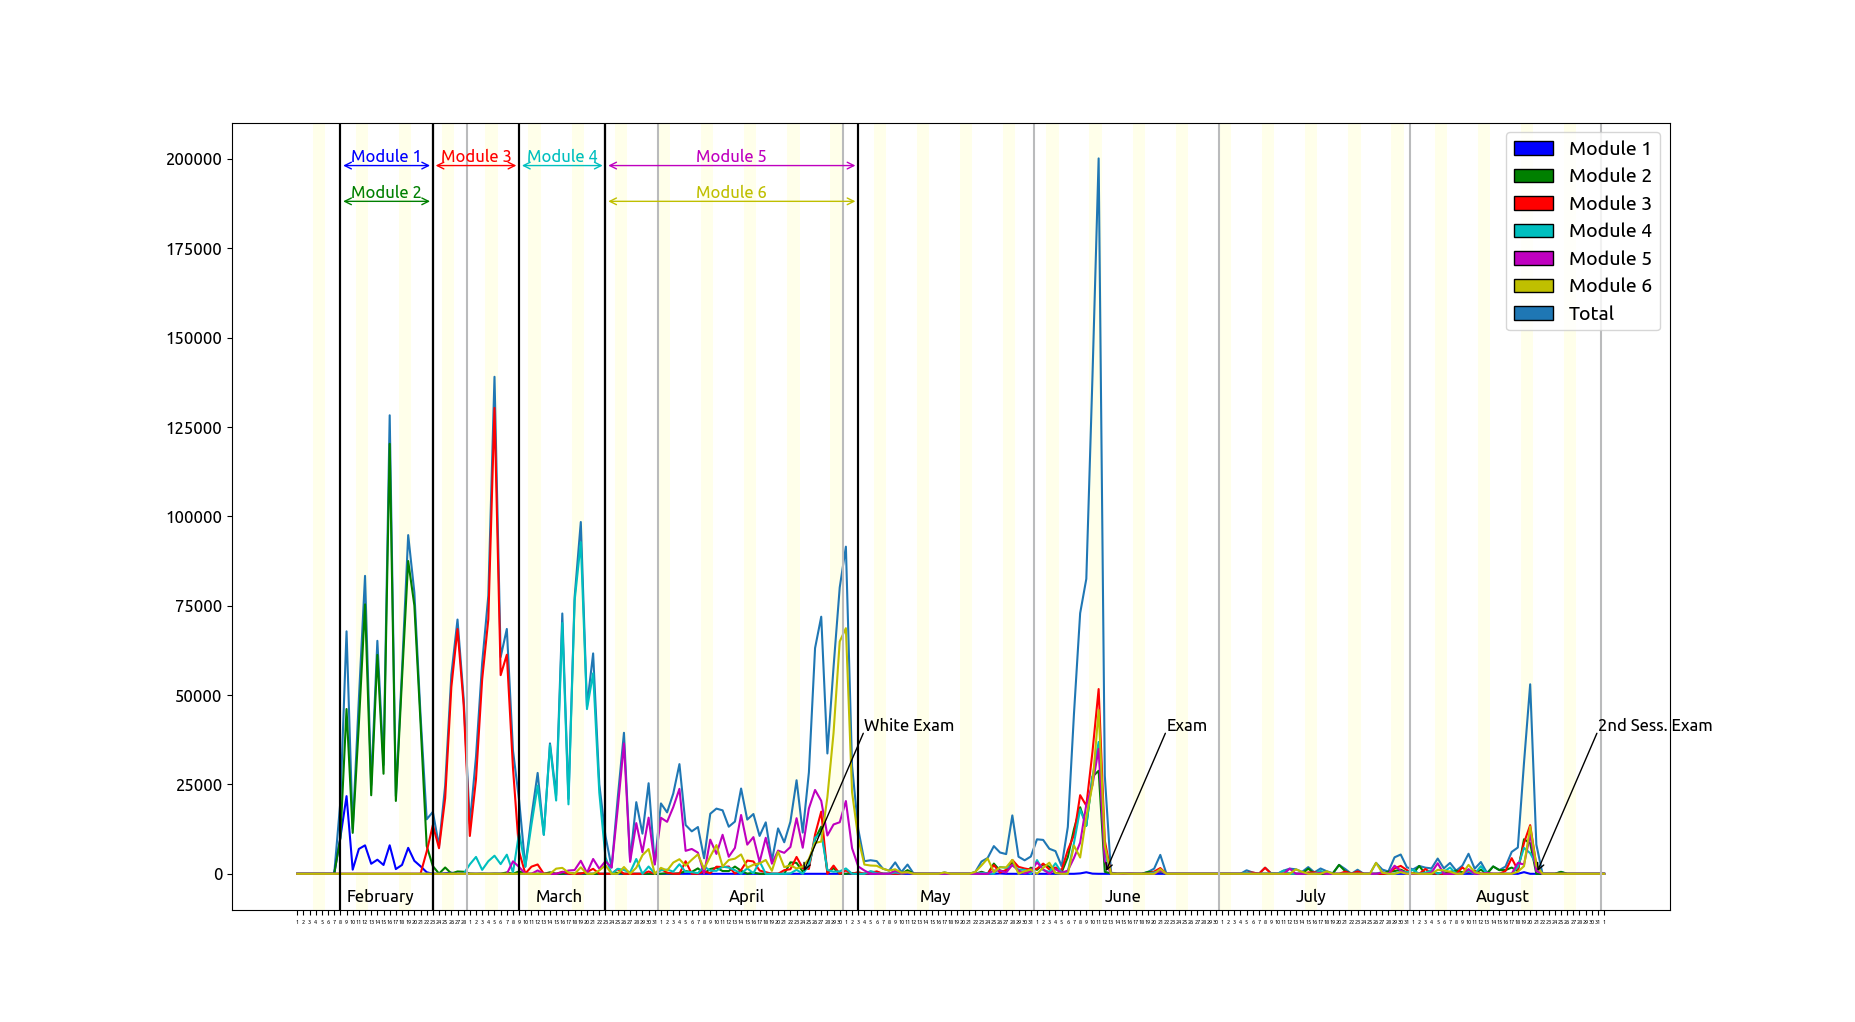 200000
175000
150000
125000
100000
75000
50000
25000
0
Module 1
Module 3
Module 4
Module 5
Module 2
Module 6
Module 1
Module 2
Module 3
Module 4
Module 5
Module 6
Total
White Exam
Exam
2nd Sess. Exam
February
March
April
May
June
July
August